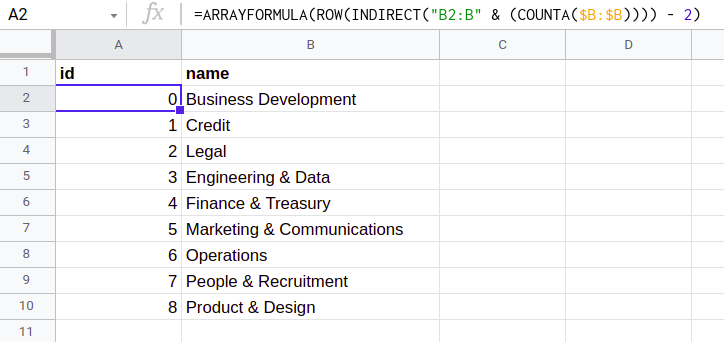 A2 fx =ARRAYFORMULA(ROW(INDIRECT("B2:B" & (COUNTA($B:$B)))) - 2)
A B C D
1 id name
2 0 Business Development
3 1 Credit
4 2 Legal
5 3 Engineering & Data
6 4 Finance & Treasury
7 5 Marketing & Communications
8 6 Operations
9 7 People & Recruitment
10 8 Product & Design
11